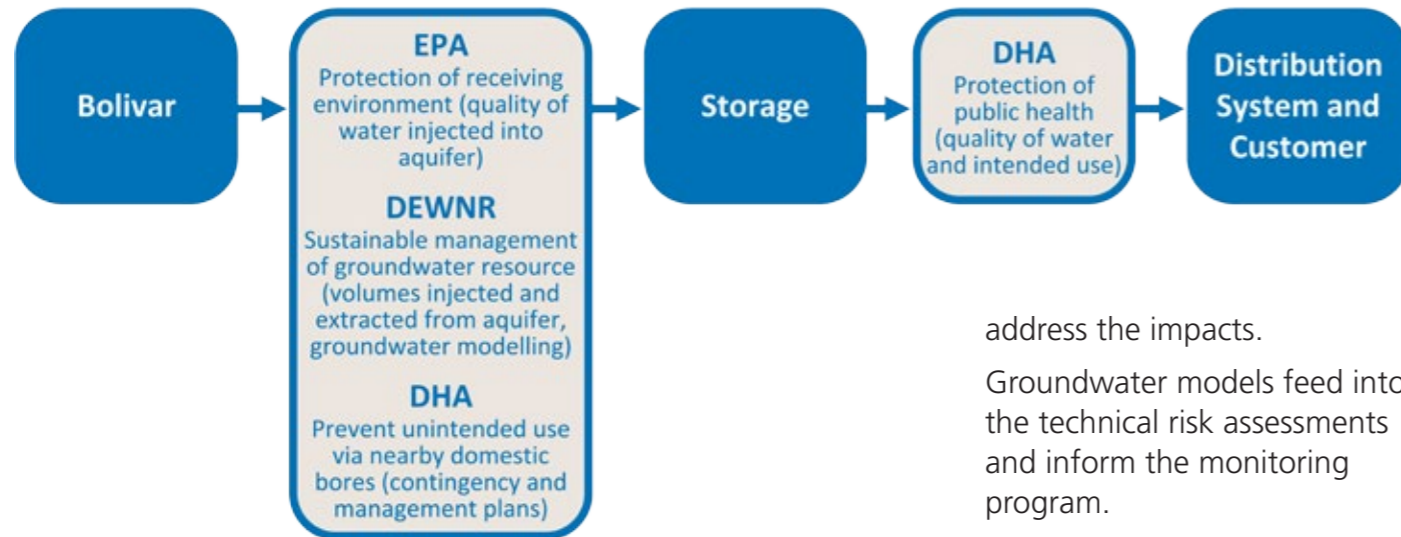 Bolivar
EPA
Protection of receiving
environment (quality of
water injected into
aquifer)
DEWNR
Sustainable management
of groundwater resource
(volumes injected and
extracted from aquifer,
groundwater modelling)
DHA
Prevent unintended use
via nearby domestic
bores (contingency and
management plans)
Storage
DHA
Protection of
public health
(quality of water
and intended use)
Distribution
System and
Customer
address the impacts.
Groundwater models feed into
the technical risk assessments
and inform the monitoring
program.